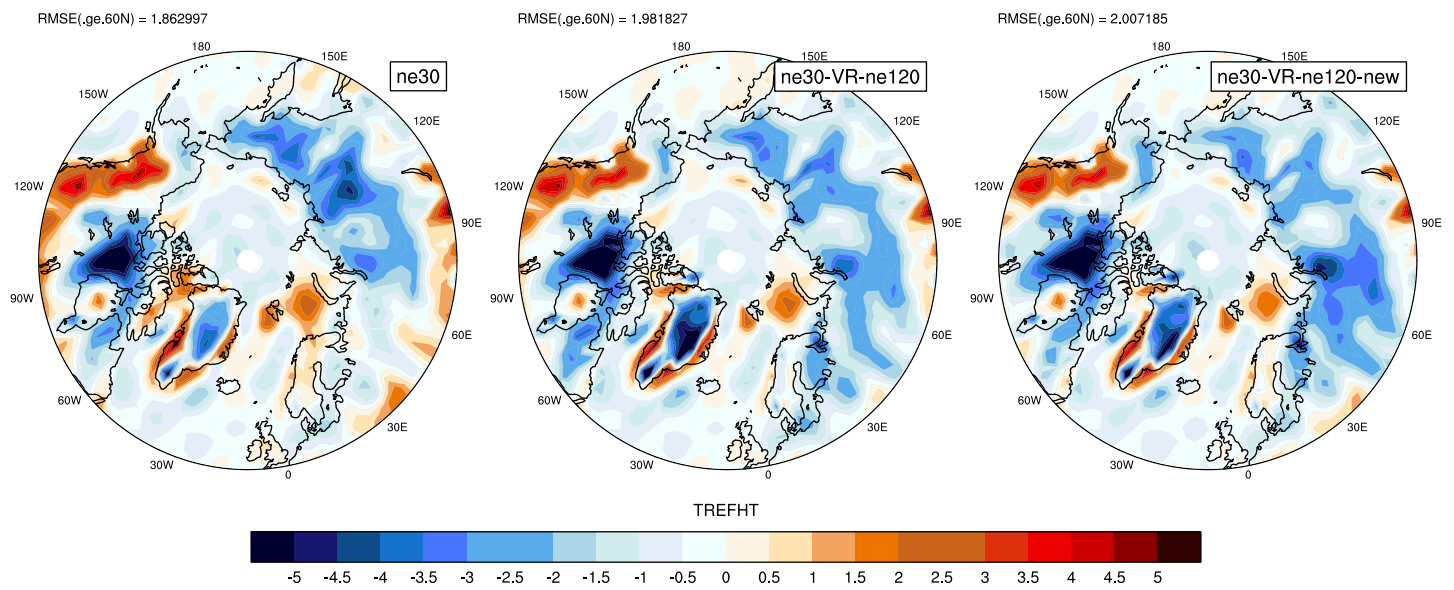 RMSE(.ge.60N) = 1.862997
RMSE(.ge.60N) = 1.981827
RMSE(.ge.60N) = 2.007185
ne30
ne30-VR-ne120
ne30-VR-ne120-new
180
150E
120E
90E
60E
30E
0
30W
60W
90W
120W
150W
180
150E
120E
90E
60E
30E
0
30W
60W
90W
120W
150W
180
150E
120E
90E
60E
30E
0
30W
60W
90W
120W
150W
TREFHT
-5 -4.5 -4 -3.5 -3 -2.5 -2 -1.5 -1 -0.5 0 0.5 1 1.5 2 2.5 3 3.5 4 4.5 5